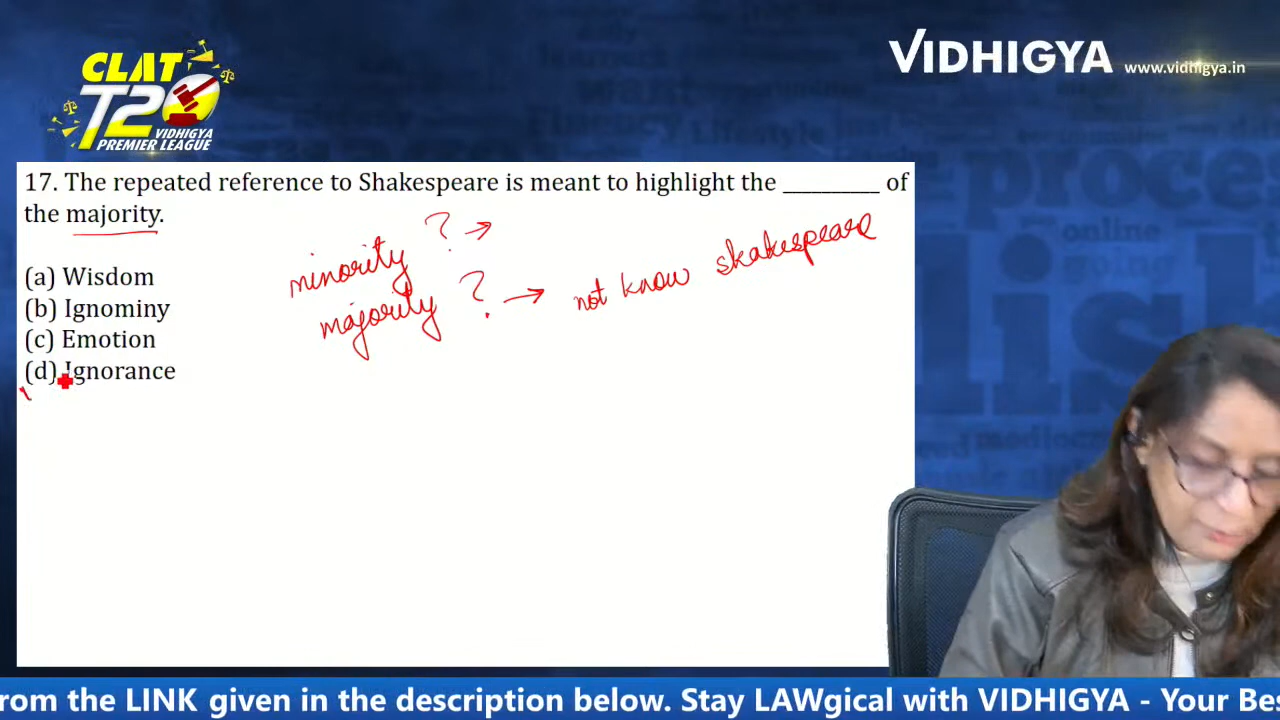 CLAT
T20
VIDHIGYA
PREMIER LEAGUE
VIDHIGYA www.vidhigya.in
17. The repeated reference to Shakespeare is meant to highlight the __________ of
the majority.
minority ? →
majority ? → not know shakespeare
(a) Wisdom
(b) Ignominy
(c) Emotion
(d) Ignorance
rom the LINK given in the description below. Stay LAWgical with VIDHIGYA - Your Bes